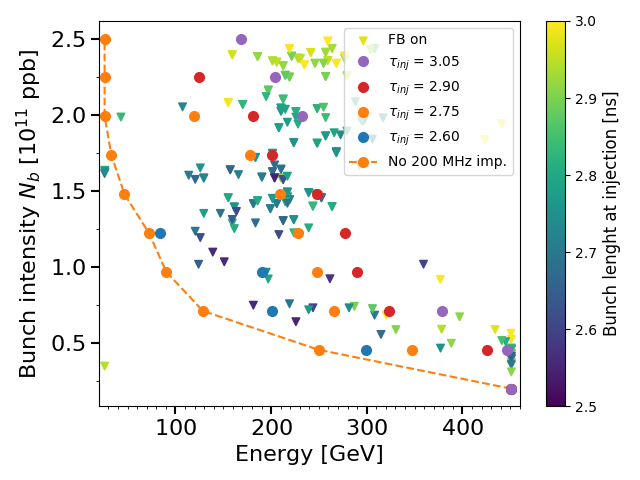 2.5
2.0
1.5
1.0
0.5
Bunch intensity N_b [10^11 ppb]
100
200
300
400
Energy [GeV]
FB on
τ_inj = 3.05
τ_inj = 2.90
τ_inj = 2.75
τ_inj = 2.60
No 200 MHz imp.
3.0
2.9
2.8
2.7
2.6
2.5
Bunch lenght at injection [ns]